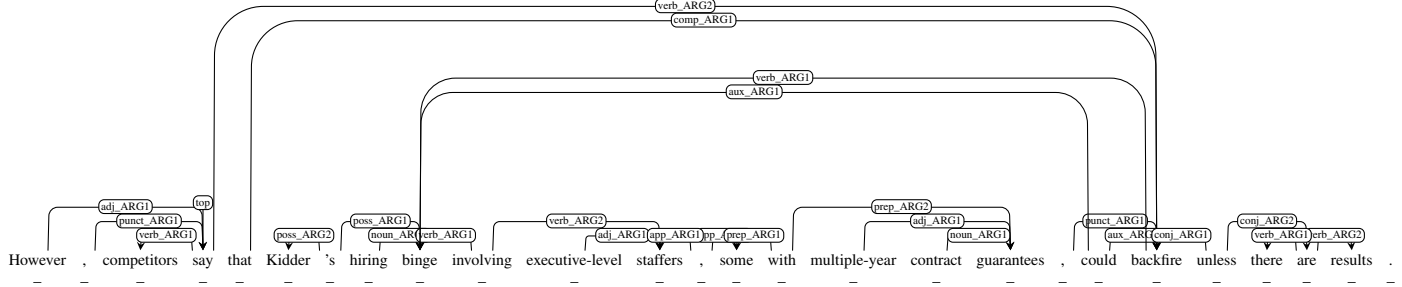 verb_ARG2
comp_ARG1
verb_ARG1
aux_ARG1
adj_ARG1 top prep_ARG2
punct_ARG1 poss_ARG1 verb_ARG2 adj_ARG1 punct_ARG1 conj_ARG2
verb_ARG1 poss_ARG2 verb_ARG1 adj_ARG1 app_ARG1 prep_ARG1 noun_ARG1 conj_ARG1 verb_ARG1
However , competitors say that Kidder 's hiring binge involving executive-level staffers , some with multiple-year contract guarantees , could backfire unless there are results .
_ _ _ _ _ _ _ _ _ _ _ _ _ _ _ _ _ _ _ _ _ _ _ _ _ _